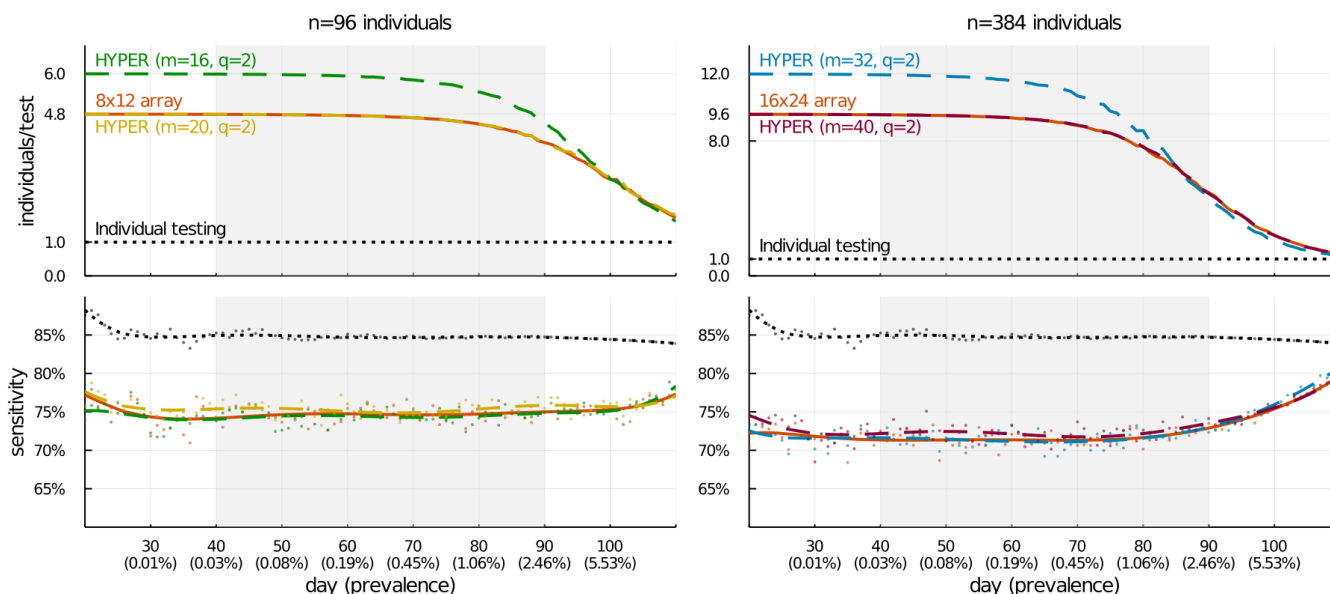 n=96 individuals
individuals/test
6.0
4.8
1.0
0.0
HYPER (m=16, q=2)
8x12 array
HYPER (m=20, q=2)
Individual testing
n=384 individuals
12.0
9.6
8.0
1.0
0.0
HYPER (m=32, q=2)
16x24 array
HYPER (m=40, q=2)
Individual testing
sensitivity
85%
80%
75%
70%
65%
30 40 50 60 70 80 90 100
(0.01%) (0.03%) (0.08%) (0.19%) (0.45%) (1.06%) (2.46%) (5.53%)
day (prevalence)
85%
80%
75%
70%
65%
30 40 50 60 70 80 90 100
(0.01%) (0.03%) (0.08%) (0.19%) (0.45%) (1.06%) (2.46%) (5.53%)
day (prevalence)